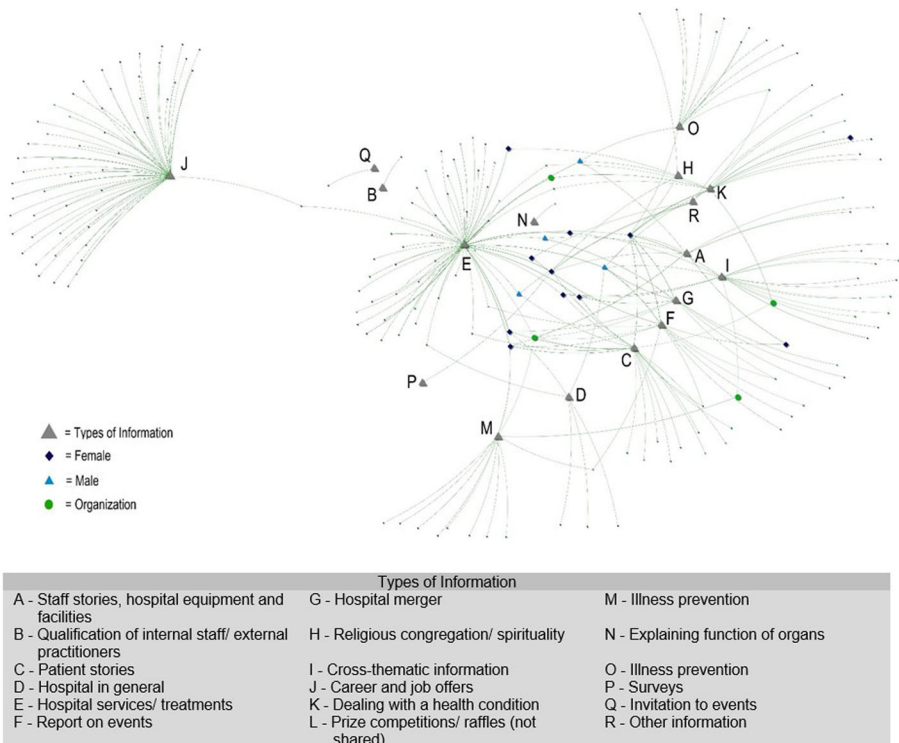 O
J
Q
H
B
K
R
N
A
E
I
G
F
C
P
D
M
= Types of Information
= Female
= Male
= Organization
Types of Information
A - Staff stories, hospital equipment and
facilities
G - Hospital merger
M - Illness prevention
B - Qualification of internal staff/ external
practitioners
H - Religious congregation/ spirituality
N - Explaining function of organs
C - Patient stories
I - Cross-thematic information
O - Illness prevention
D - Hospital in general
J - Career and job offers
P - Surveys
E - Hospital services/ treatments
K - Dealing with a health condition
Q - Invitation to events
F - Report on events
L - Prize competitions/ raffles (not
shared)
R - Other information